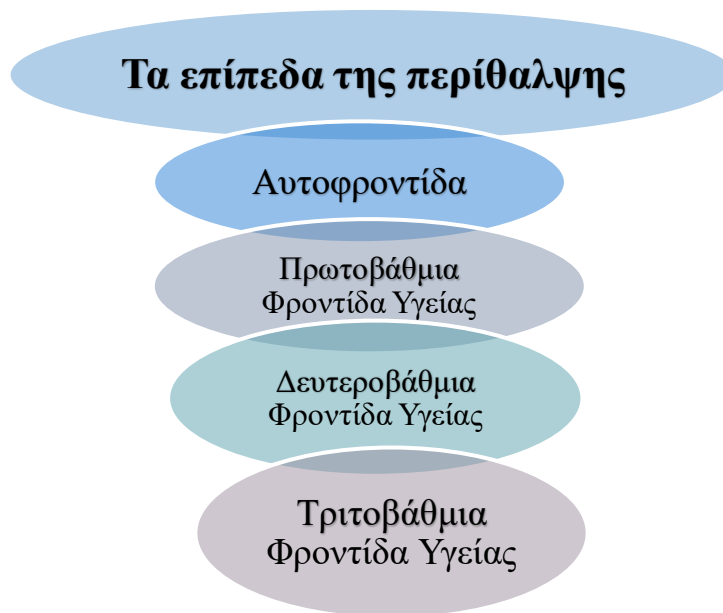 Τα επίπεδα της περίθαλψης
Αυτοφροντίδα
Πρωτοβάθμια
Φροντίδα Υγείας
Δευτεροβάθμια
Φροντίδα Υγείας
Τριτοβάθμια
Φροντίδα Υγείας